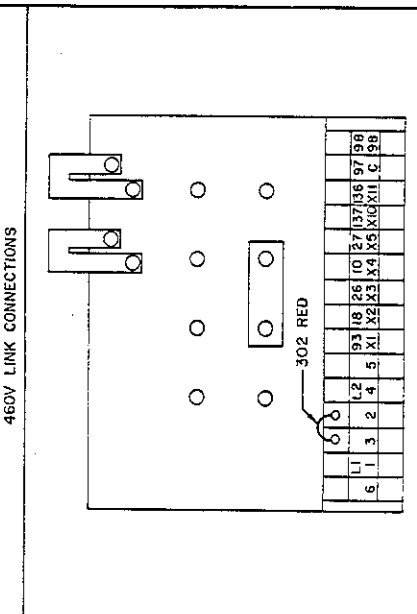 460V LINK CONNECTIONS
302 RED
L1 L2 93 18 26 10 27 137 136 97 98
6 1 3 2 4 5 X1 X2 X3 X4 X5 X10 X11 C 98